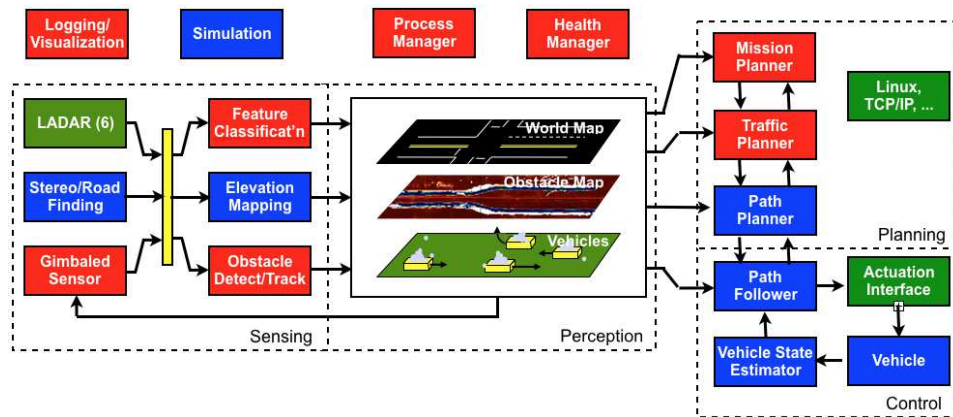 Logging/
Visualization
Simulation
Process
Manager
Health
Manager
Mission
Planner
Linux,
TCP/IP, ...
LADAR (6)
Feature
Classificat'n
World Map
Traffic
Planner
Stereo/Road
Finding
Elevation
Mapping
Obstacle Map
Path
Planner
Planning
Gimbaled
Sensor
Obstacle
Detect/Track
Vehicles
Path
Follower
Actuation
Interface
Sensing
Perception
Vehicle State
Estimator
Vehicle
Control